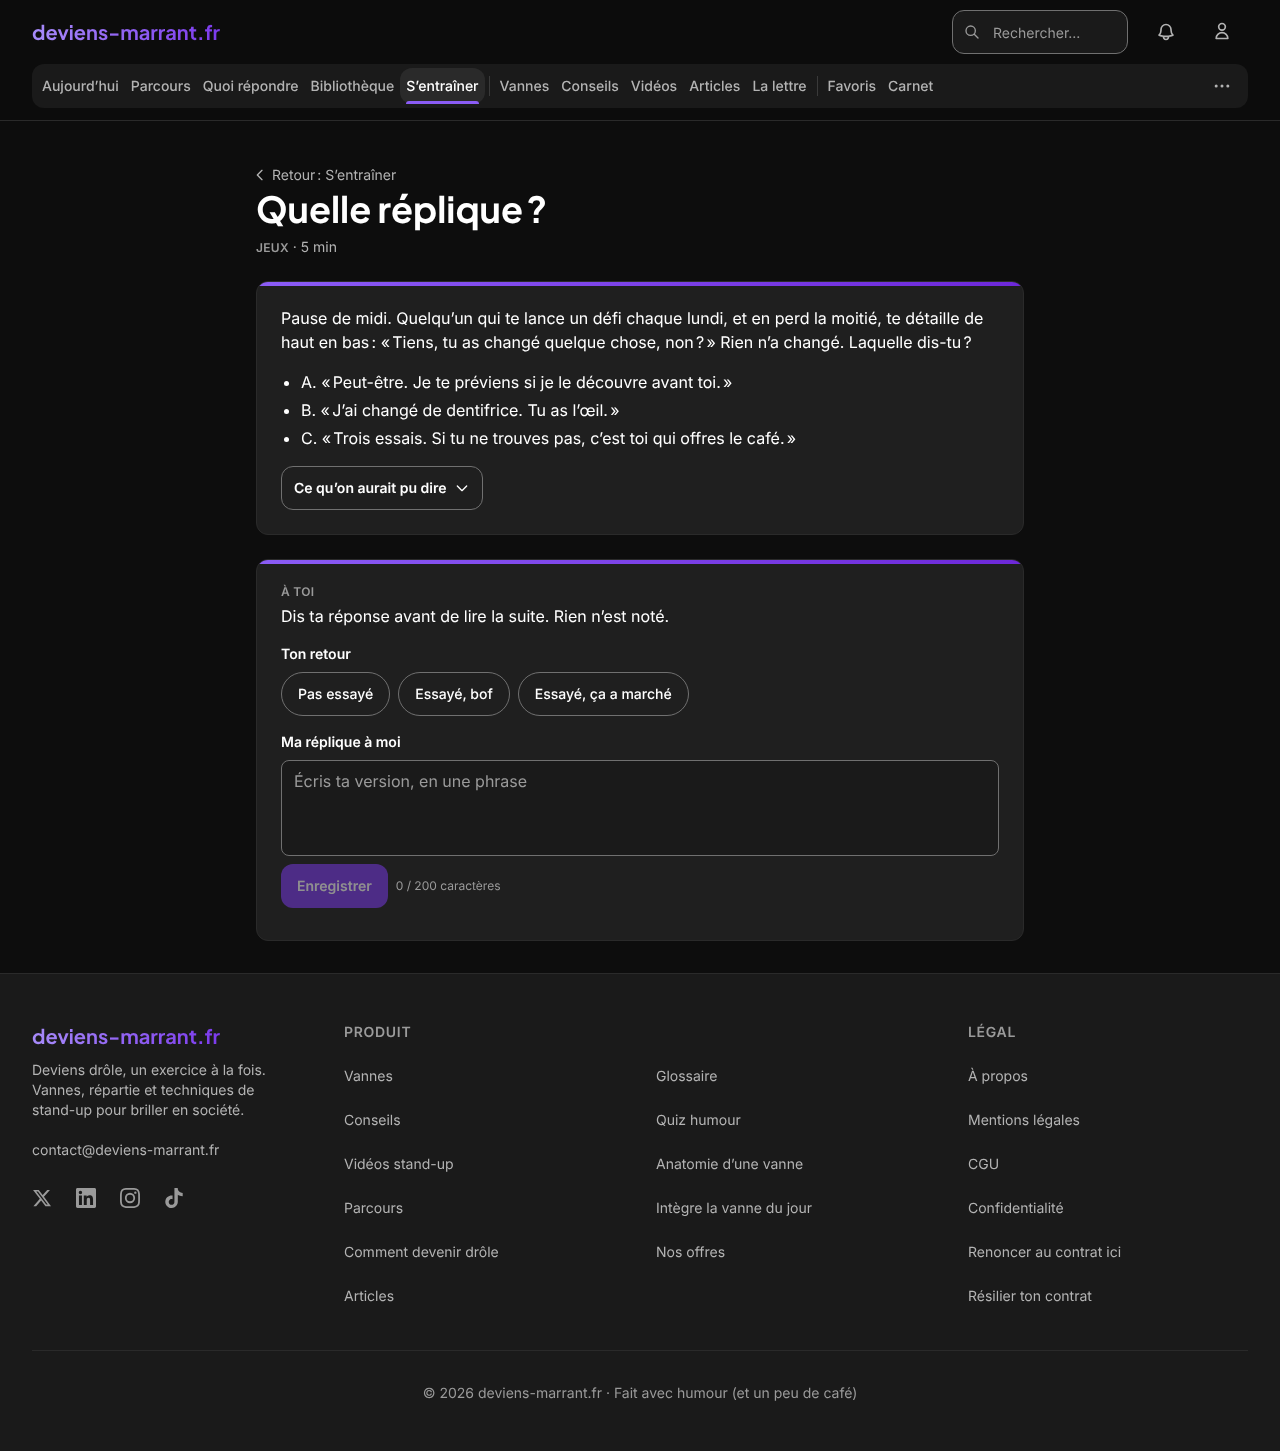 deviens-marrant.fr
Rechercher...
Aujourd’hui Parcours Quoi répondre Bibliothèque S’entraîner Vannes Conseils Vidéos Articles La lettre Favoris Carnet
Retour : S’entraîner
Quelle réplique ?
JEUX · 5 min
Pause de midi. Quelqu’un qui te lance un défi chaque lundi, et en perd la moitié, te détaille de
haut en bas : « Tiens, tu as changé quelque chose, non ? » Rien n’a changé. Laquelle dis-tu ?
• A. « Peut-être. Je te préviens si je le découvre avant toi. »
• B. « J’ai changé de dentifrice. Tu as l’œil. »
• C. « Trois essais. Si tu ne trouves pas, c’est toi qui offres le café. »
Ce qu’on aurait pu dire
À TOI
Dis ta réponse avant de lire la suite. Rien n’est noté.
Ton retour
Pas essayé Essayé, bof Essayé, ça a marché
Ma réplique à moi
Écris ta version, en une phrase
Enregistrer 0 / 200 caractères
deviens-marrant.fr
Deviens drôle, un exercice à la fois.
Vannes, répartie et techniques de
stand-up pour briller en société.
contact@deviens-marrant.fr
PRODUIT
Vannes
Conseils
Vidéos stand-up
Parcours
Comment devenir drôle
Articles
Glossaire
Quiz humour
Anatomie d’une vanne
Intègre la vanne du jour
Nos offres
LÉGAL
À propos
Mentions légales
CGU
Confidentialité
Renoncer au contrat ici
Résilier ton contrat
© 2026 deviens-marrant.fr · Fait avec humour (et un peu de café)